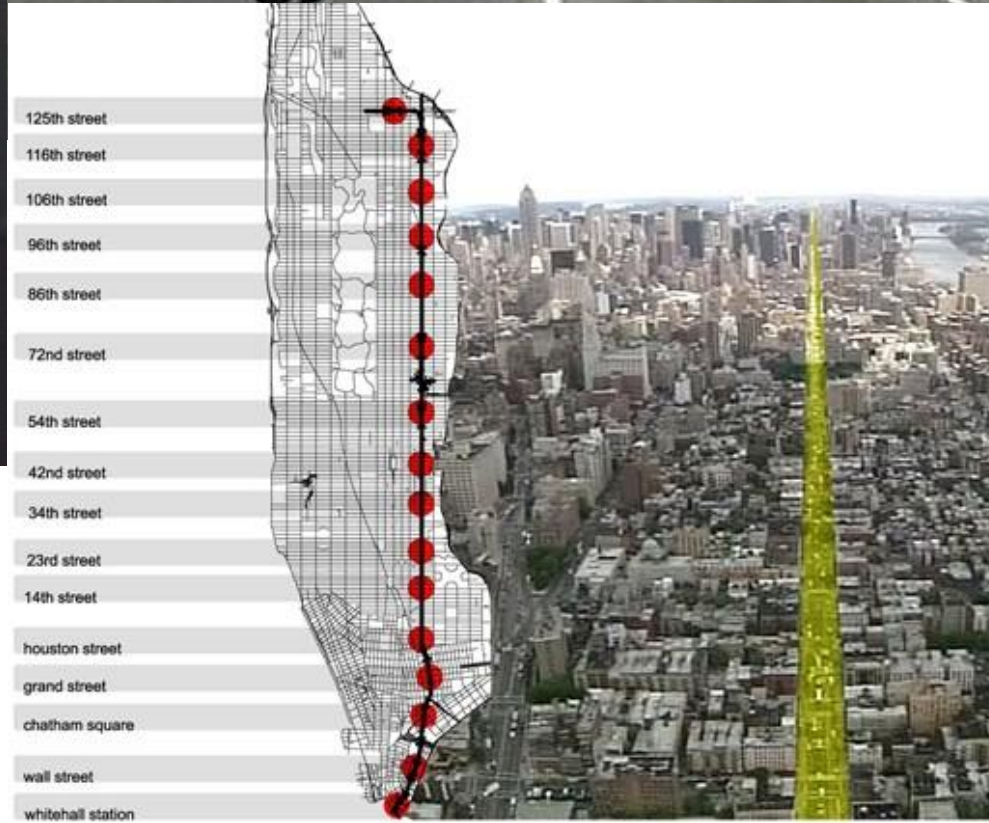 125th street
116th street
106th street
96th street
86th street
72nd street
54th street
42nd street
34th street
23rd street
14th street
houston street
grand street
chatham square
wall street
whitehall station